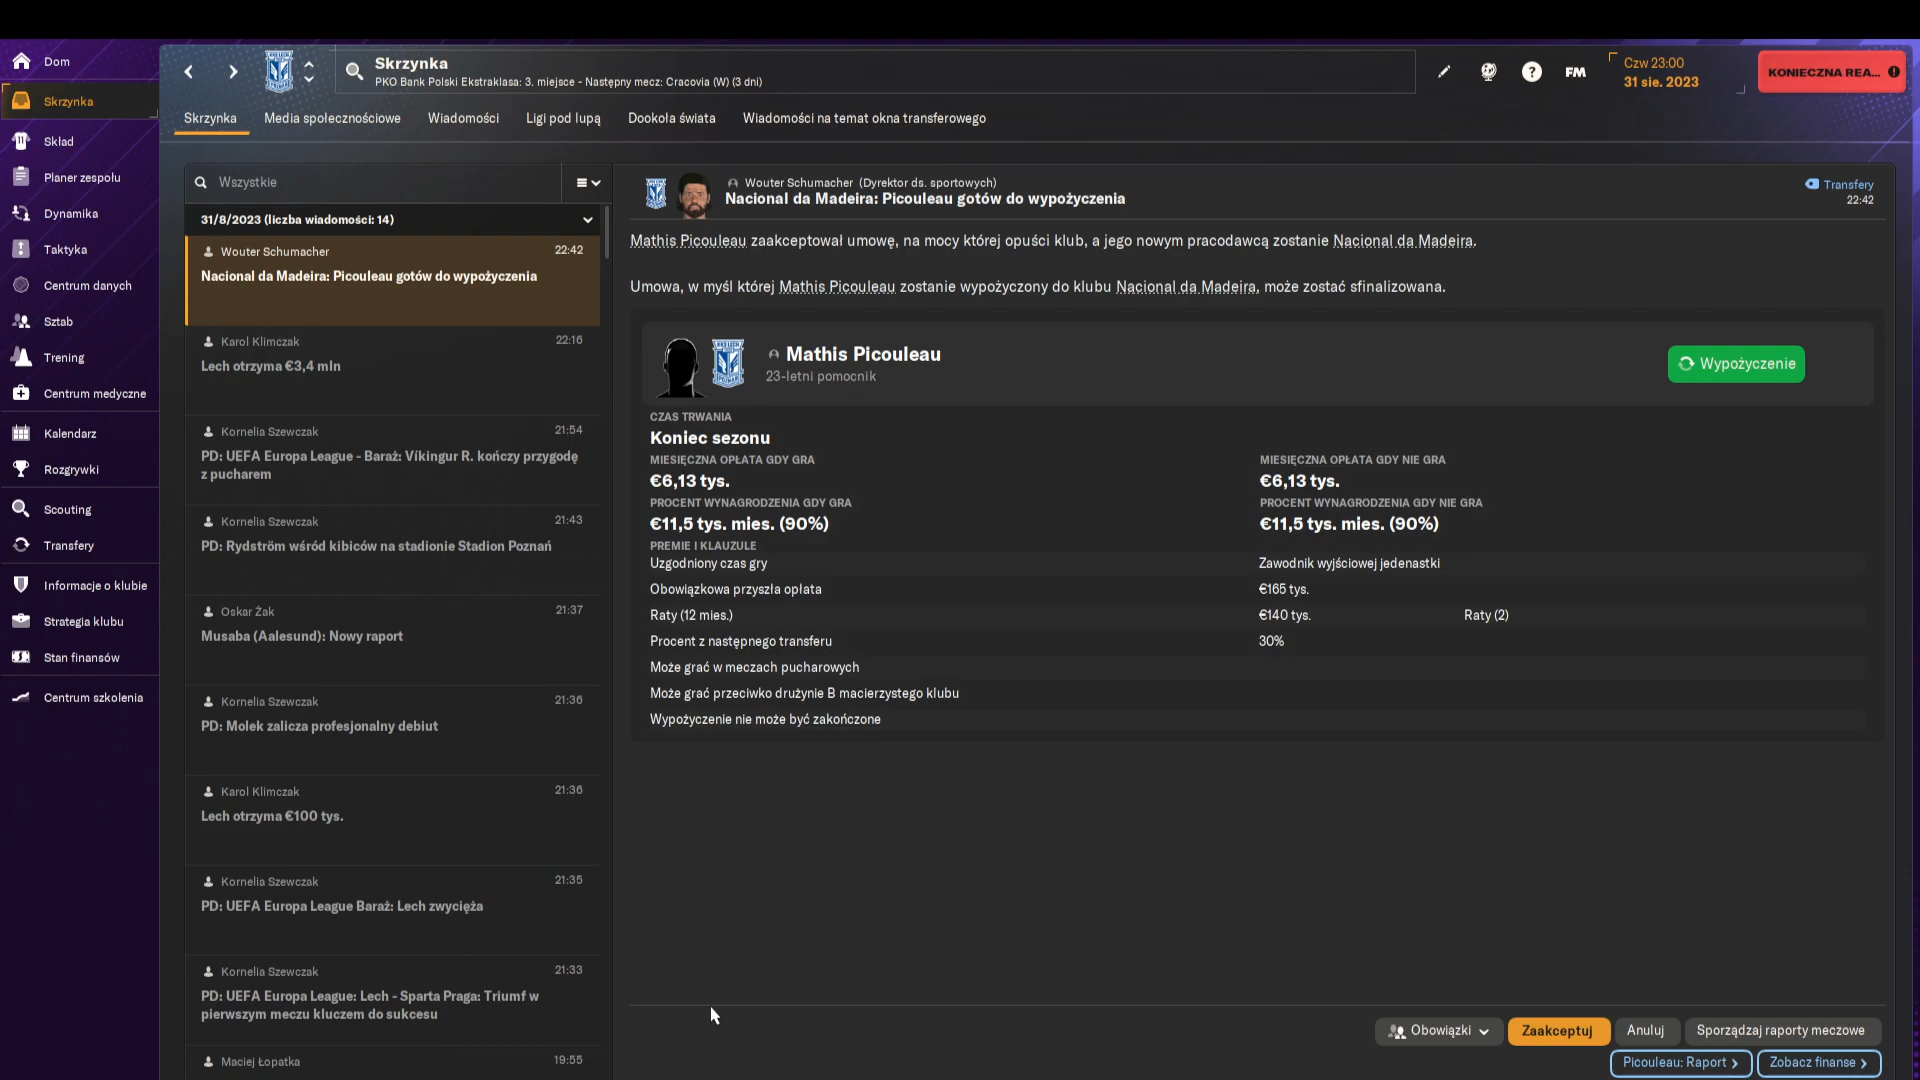 Dom
Skrzynka
Skład
Planer zespołu
Dynamika
Taktyka
Centrum danych
Sztab
Trening
Centrum medyczne
Kalendarz
Rozgrywki
Scouting
Transfery
Informacje o klubie
Strategia klubu
Stan finansów
Centrum szkolenia
Skrzynka
PKO Bank Polski Ekstraklasa: 3. miejsce - Następny mecz: Cracovia (W) (3 dni)
FM
Czw 23:00
31 sie. 2023
KONIECZNA REA...
Skrzynka Media społecznościowe Wiadomości Ligi pod lupą Dookoła świata Wiadomości na temat okna transferowego
Wszystkie
31/8/2023 (liczba wiadomości: 14)
Wouter Schumacher 22:42
Nacional da Madeira: Picouleau gotów do wypożyczenia
Karol Klimczak 22:16
Lech otrzyma €3,4 mln
Kornelia Szewczak 21:54
PD: UEFA Europa League - Baraż: Víkingur R. kończy przygodę
z pucharem
Kornelia Szewczak 21:43
PD: Rydström wśród kibiców na stadionie Stadion Poznań
Oskar Żak 21:37
Musaba (Aalesund): Nowy raport
Kornelia Szewczak 21:36
PD: Molek zalicza profesjonalny debiut
Karol Klimczak 21:36
Lech otrzyma €100 tys.
Kornelia Szewczak 21:35
PD: UEFA Europa League Baraż: Lech zwycięża
Kornelia Szewczak 21:33
PD: UEFA Europa League: Lech - Sparta Praga: Triumf w
pierwszym meczu kluczem do sukcesu
Maciej Łopatka 19:55
Wouter Schumacher (Dyrektor ds. sportowych)
Nacional da Madeira: Picouleau gotów do wypożyczenia
Transfery
22:42
Mathis Picouleau zaakceptował umowę, na mocy której opuści klub, a jego nowym pracodawcą zostanie Nacional da Madeira.
Umowa, w myśl której Mathis Picouleau zostanie wypożyczony do klubu Nacional da Madeira, może zostać sfinalizowana.
Mathis Picouleau
23-letni pomocnik
Wypożyczenie
CZAS TRWANIA
Koniec sezonu
MIESIĘCZNA OPŁATA GDY GRA MIESIĘCZNA OPŁATA GDY NIE GRA
€6,13 tys. €6,13 tys.
PROCENT WYNAGRODZENIA GDY GRA PROCENT WYNAGRODZENIA GDY NIE GRA
€11,5 tys. mies. (90%) €11,5 tys. mies. (90%)
PREMIE I KLAUZULE
Uzgodniony czas gry Zawodnik wyjściowej jedenastki
Obowiązkowa przyszła opłata €165 tys.
Raty (12 mies.) €140 tys. Raty (2)
Procent z następnego transferu 30%
Może grać w meczach pucharowych
Może grać przeciwko drużynie B macierzystego klubu
Wypożyczenie nie może być zakończone
Obowiązki Zaakceptuj Anuluj Sporządzaj raporty meczowe
Picouleau: Raport Zobacz finanse